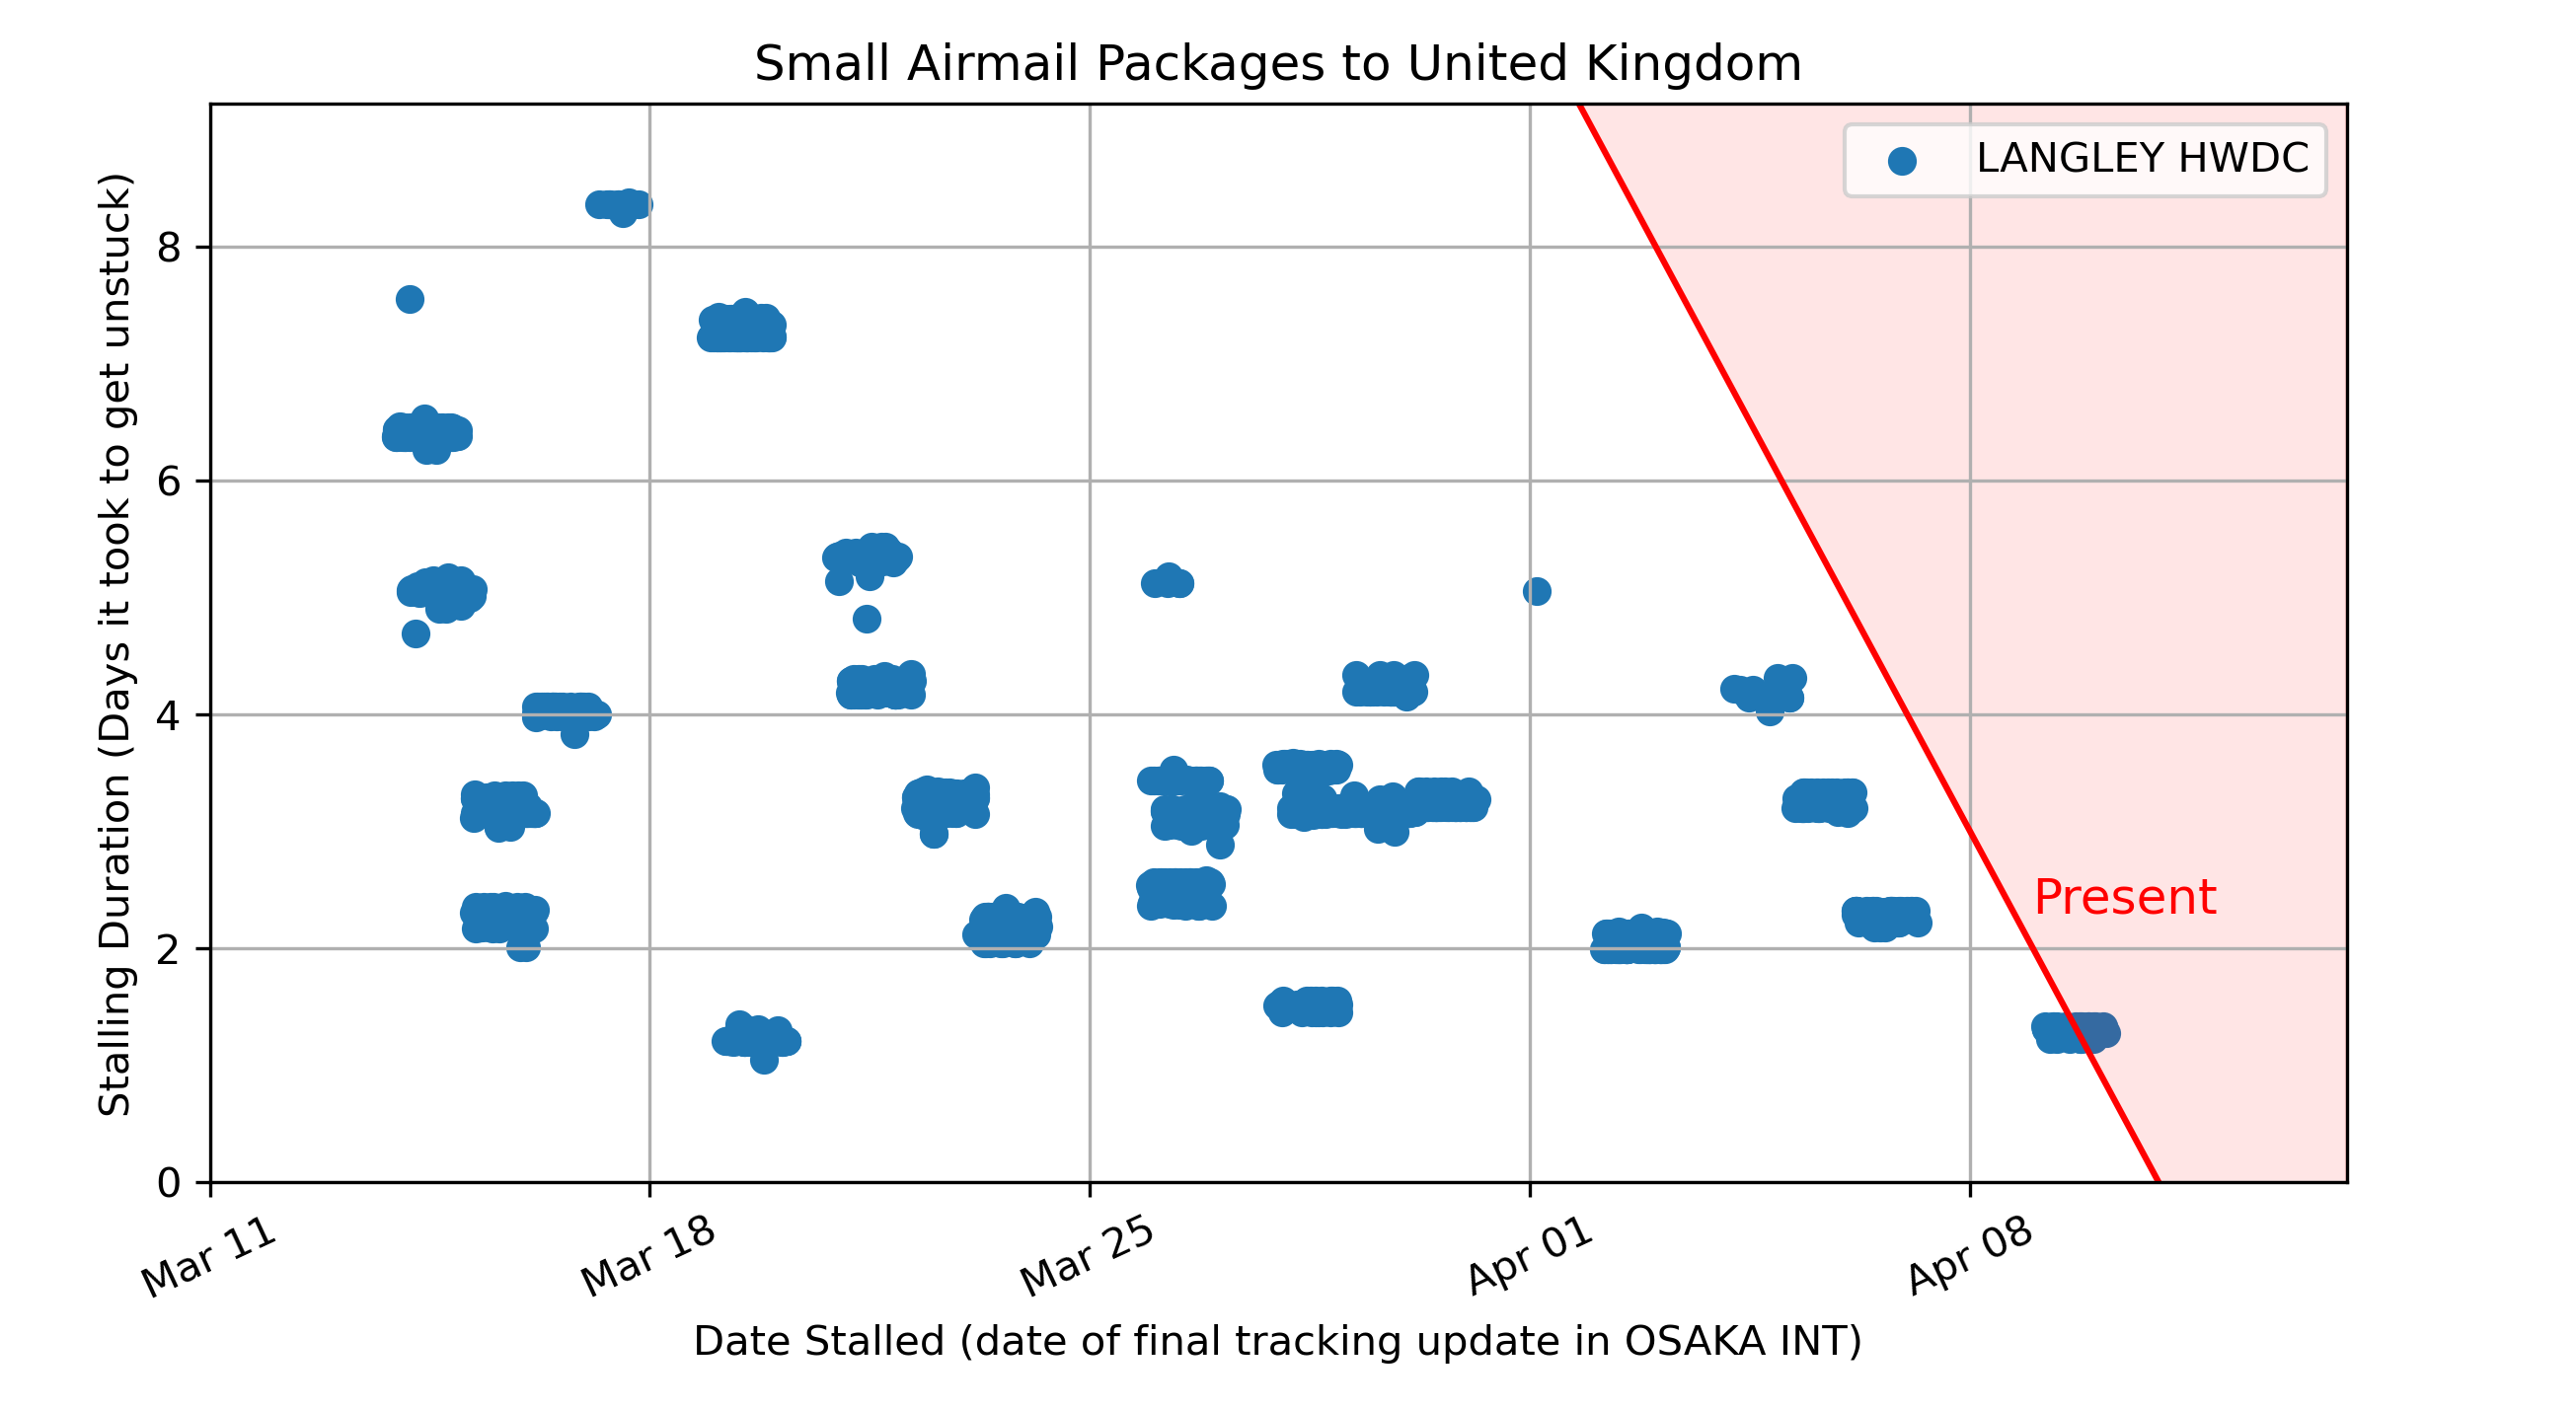 Small Airmail Packages to United Kingdom
LANGLEY HWDC
Stalling Duration (Days it took to get unstuck)
8
6
4
2
0
Present
Mar 11
Mar 18
Mar 25
Apr 01
Apr 08
Date Stalled (date of final tracking update in OSAKA INT)